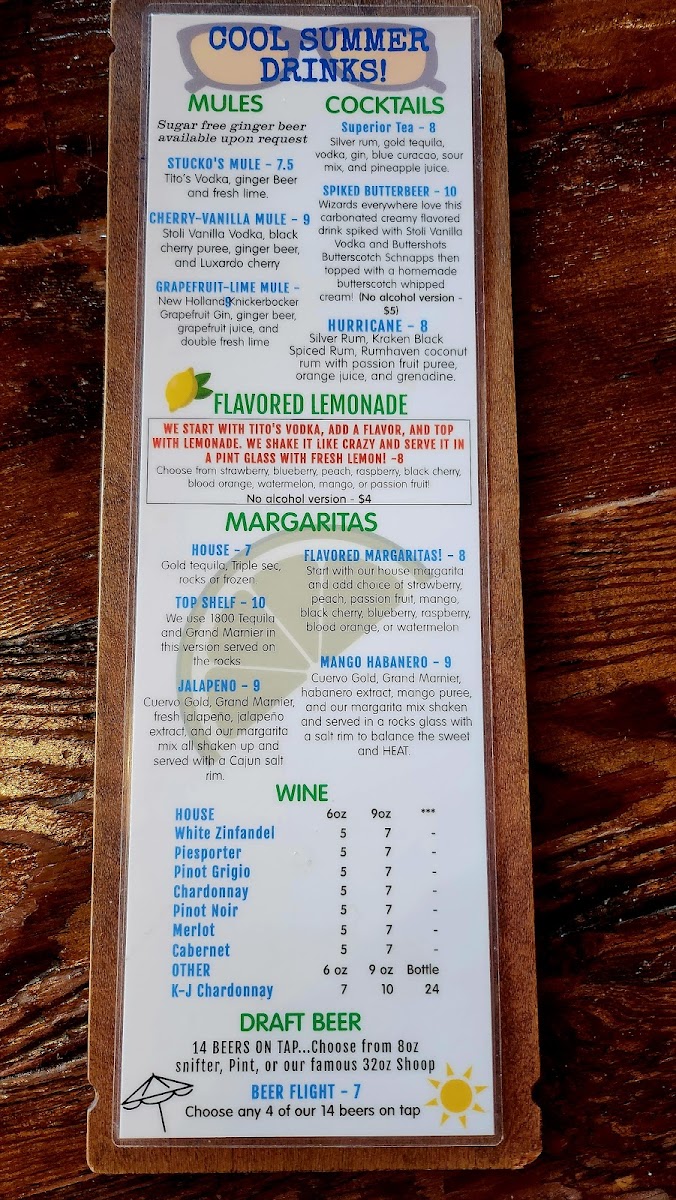 COOL SUMMER
DRINKS!
MULES
Sugar free ginger beer
available upon request
STUCKO'S MULE - 7.5
Tito's Vodka, ginger Beer
and fresh lime.
CHERRY-VANILLA MULE - 9
Stoli Vanilla Vodka, black
cherry puree, ginger beer,
and Luxardo cherry
GRAPEFRUIT-LIME MULE -
9
New Holland Knickerbocker
Grapefruit Gin, ginger beer,
grapefruit juice, and
double fresh lime
COCKTAILS
Superior Tea - 8
Silver rum, gold tequila,
vodka, gin, blue curacao, sour
mix, and pineapple juice.
SPIKED BUTTERBEER - 10
Wizards everywhere love this
carbonated creamy flavored
drink spiked with Stoli Vanilla
Vodka and Buttershots
Butterscotch Schnapps then
topped with a homemade
butterscotch whipped
cream! (No alcohol version -
$5)
HURRICANE - 8
Silver Rum, Kraken Black
Spiced Rum, Rumhaven coconut
rum with passion fruit puree,
orange juice, and grenadine.
FLAVORED LEMONADE
WE START WITH TITO'S VODKA, ADD A FLAVOR, AND TOP
WITH LEMONADE. WE SHAKE IT LIKE CRAZY AND SERVE IT IN
A PINT GLASS WITH FRESH LEMON! -8
Choose from strawberry, blueberry, peach, raspberry, black cherry,
blood orange, watermelon, mango, or passion fruit!
No alcohol version - $4
MARGARITAS
HOUSE - 7
Gold tequila, Triple sec,
rocks or frozen
TOP SHELF - 10
We use 1800 Tequila
and Grand Marnier in
this version served on
the rocks
JALAPENO - 9
Cuervo Gold, Grand Marnier,
fresh jalapeño, jalapeño
extract, and our margarita
mix all shaken up and
served with a Cajun salt
rim.
FLAVORED MARGARITAS! - 8
Start with our house margarita
and add choice of strawberry,
peach, passion fruit, mango,
black cherry, blueberry, raspberry,
blood orange, or watermelon
MANGO HABANERO - 9
Cuervo Gold, Grand Marnier,
habanero extract, mango puree,
and our margarita mix shaken
and served in a rocks glass with
a salt rim to balance the sweet
and HEAT.
WINE
HOUSE 6oz 9oz ***
White Zinfandel 5 7 -
Piesporter 5 7 -
Pinot Grigio 5 7 -
Chardonnay 5 7 -
Pinot Noir 5 7 -
Merlot 5 7 -
Cabernet 5 7 -
OTHER 6 oz 9 oz Bottle
K-J Chardonnay 7 10 24
DRAFT BEER
14 BEERS ON TAP...Choose from 8oz
snifter, Pint, or our famous 32oz Shoop
BEER FLIGHT - 7
Choose any 4 of our 14 beers on tap